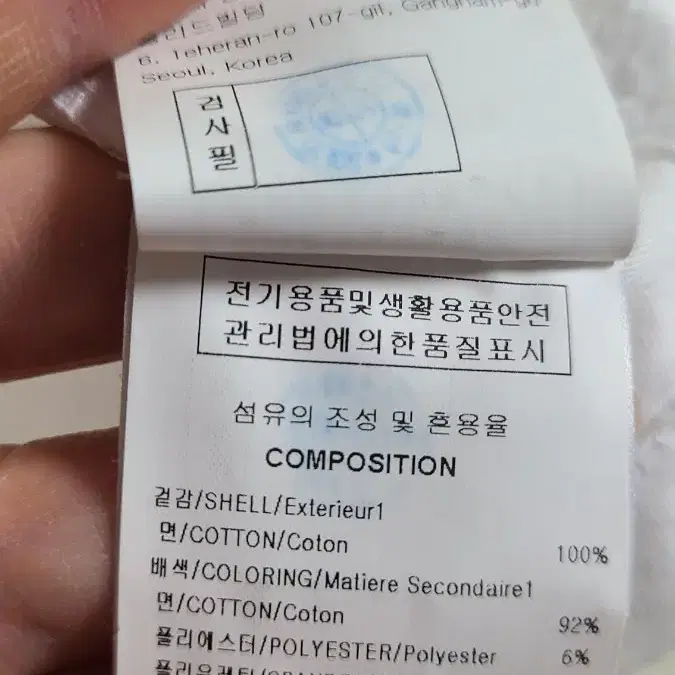 6, Teheran-ro 107-gil, Gangnam-gu
Seoul, Korea
검사필
전기용품및생활용품안전
관리법에의한품질표시
섬유의 조성 및 혼용율
COMPOSITION
겉감/SHELL/Exterieur1
면/COTTON/Coton 100%
배색/COLORING/Matiere Secondaire1
면/COTTON/Coton 92%
폴리에스터/POLYESTER/Polyester 6%